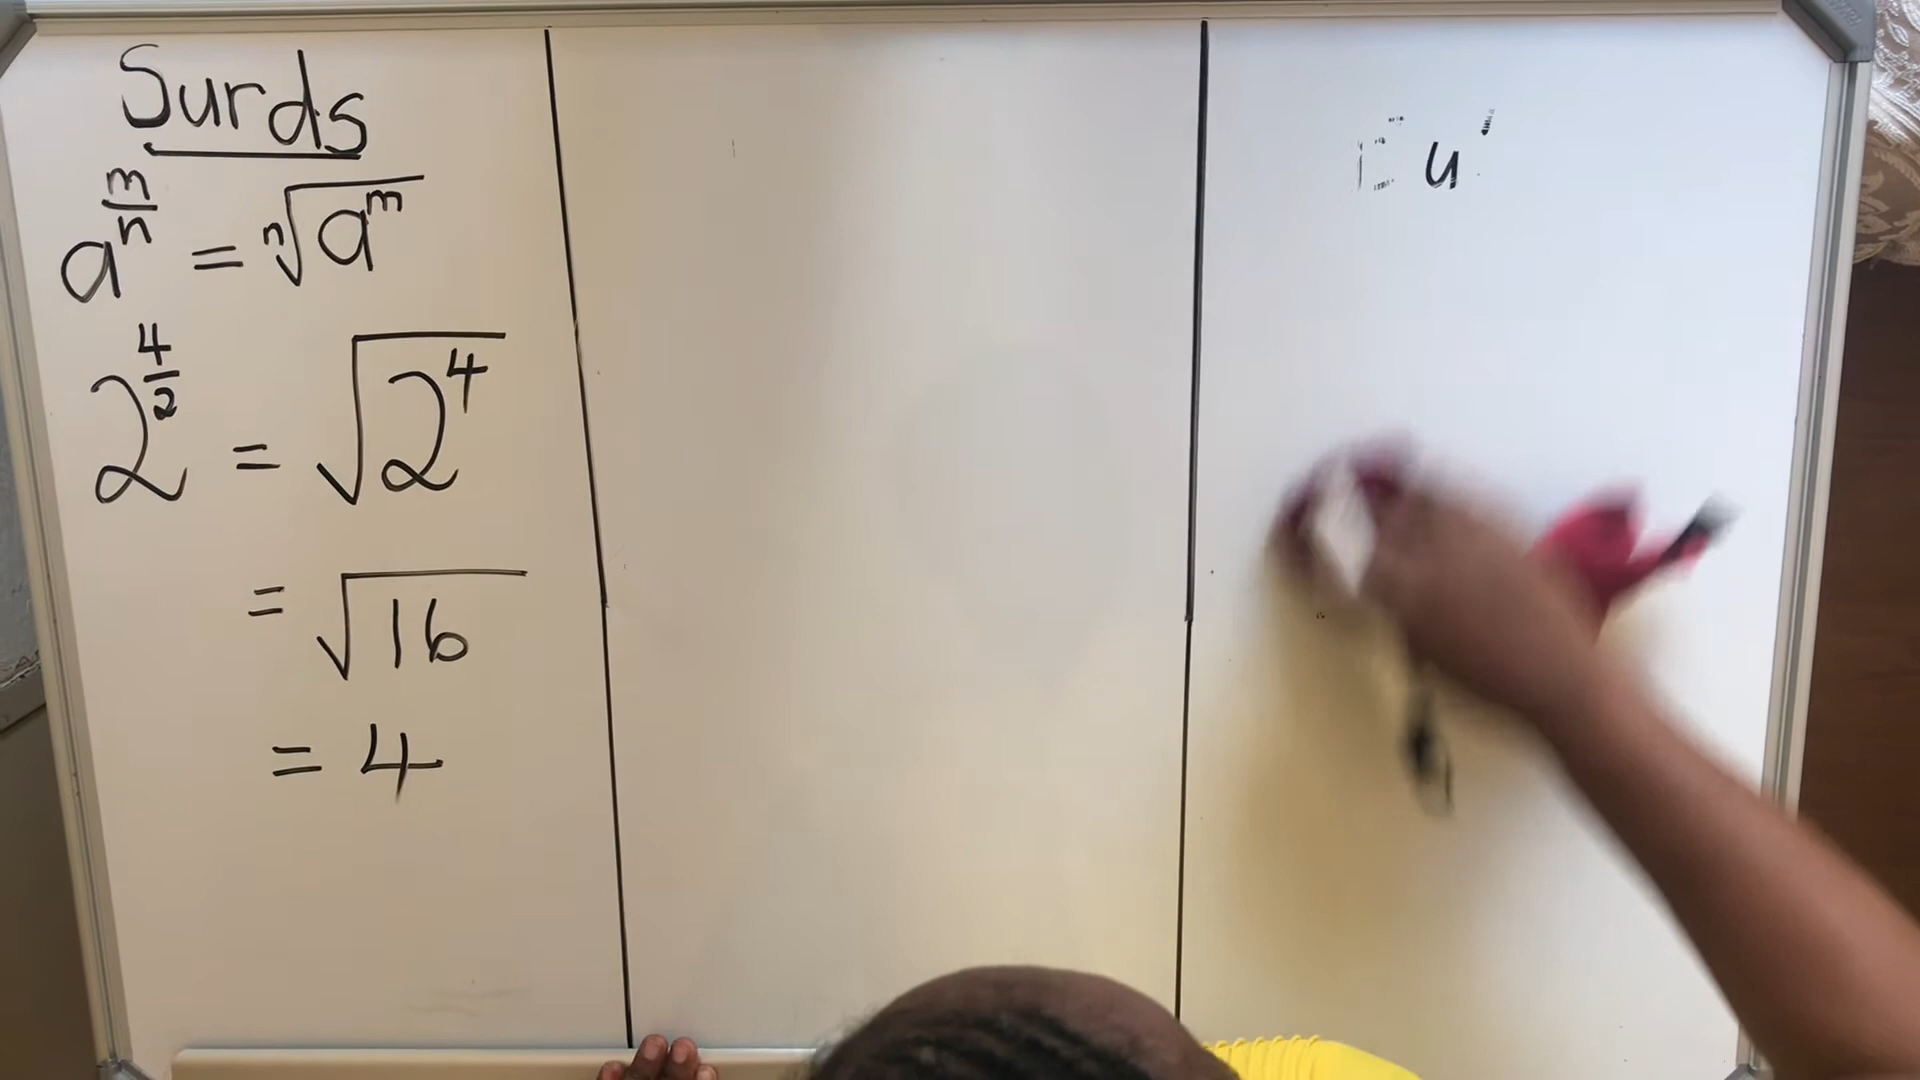 Surds
a^(m/n) = ⁿ√(a^m)
2^(4/2) = √(2^4)
= √16
= 4